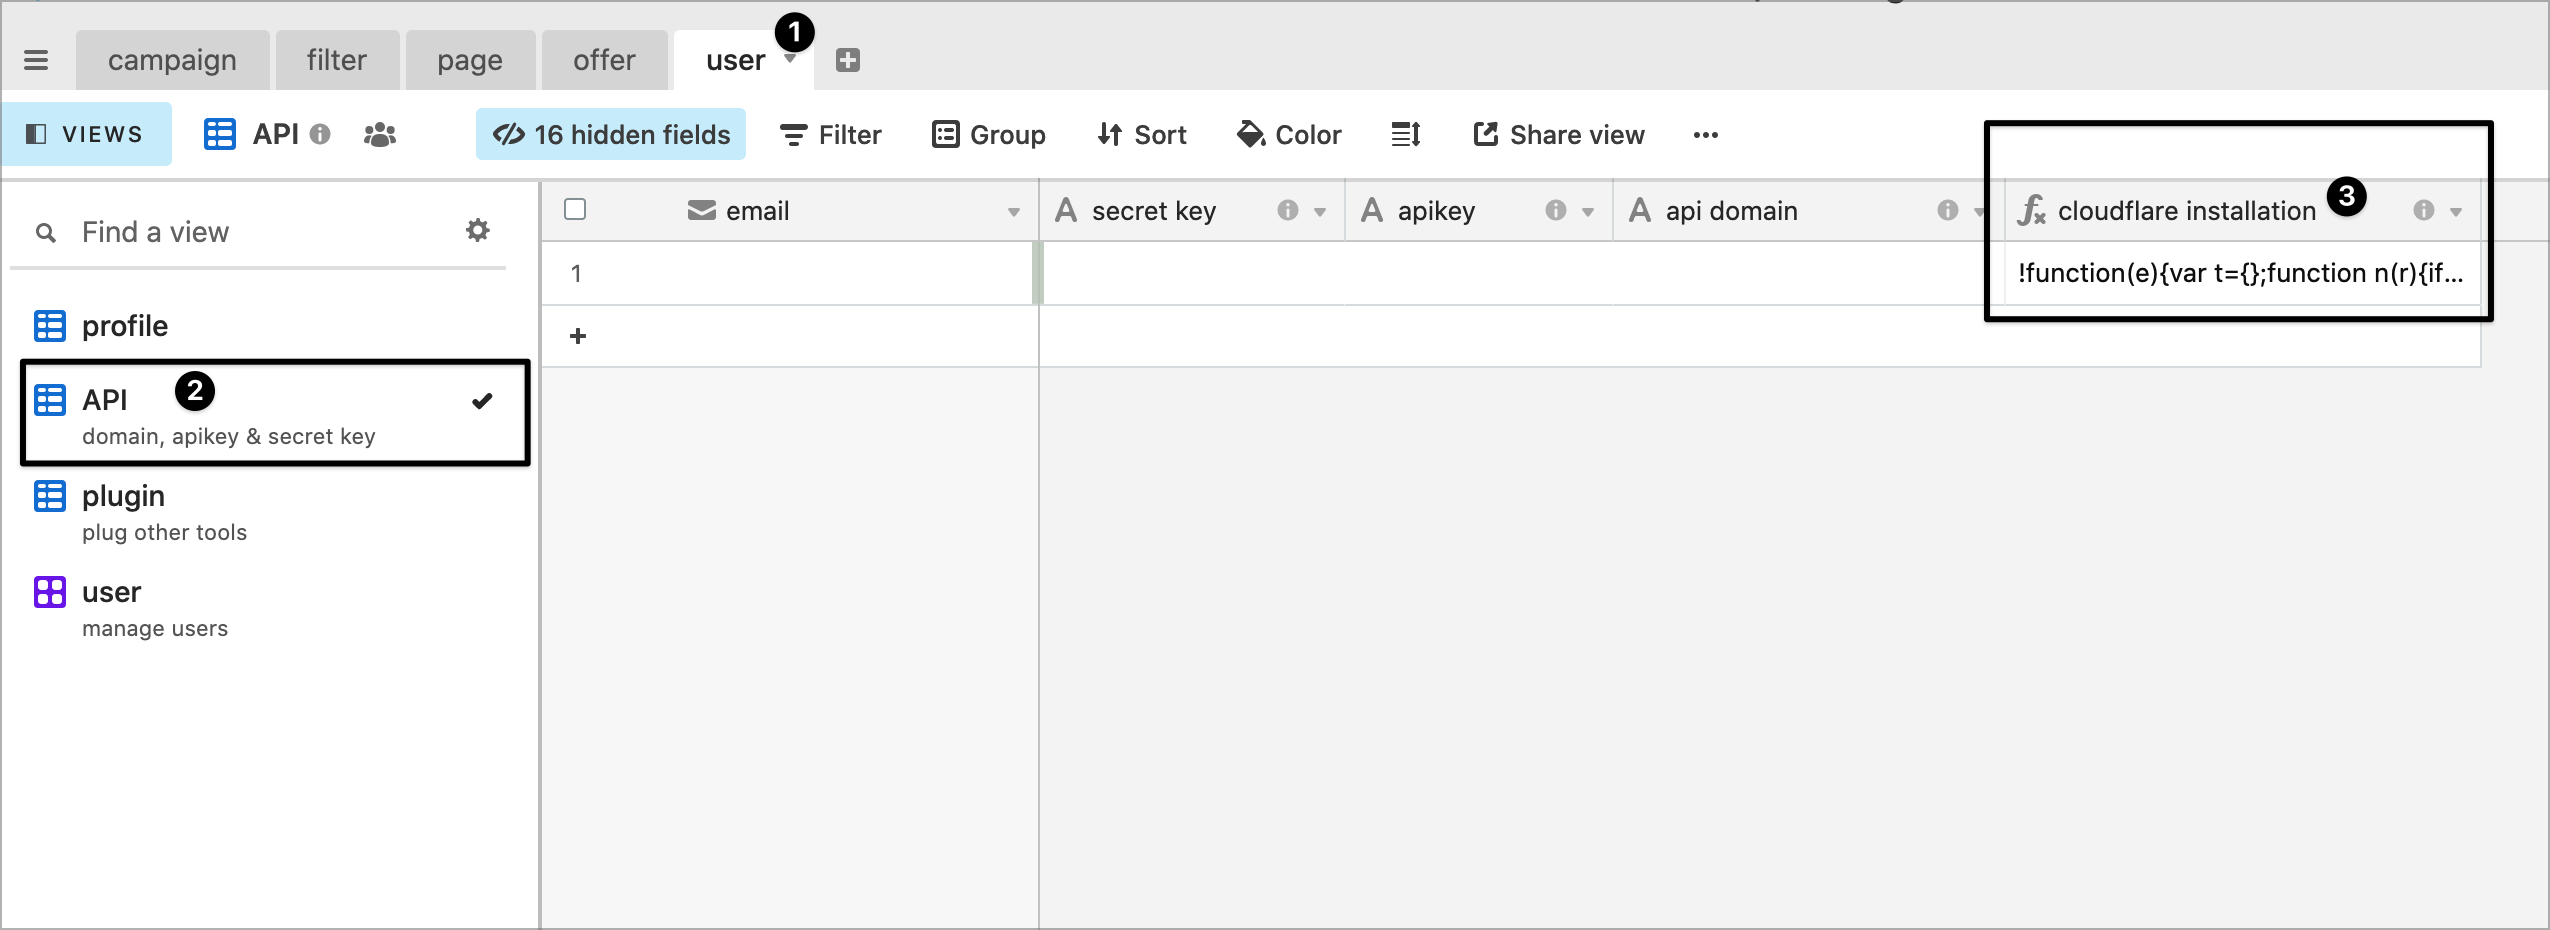 campaign filter page offer user 1
VIEWS API 16 hidden fields Filter Group Sort Color Share view
Find a view
profile
API 2
domain, apikey & secret key
plugin
plug other tools
user
manage users
email secret key apikey api domain cloudflare installation 3
1 !function(e){var t={};function n(r){if...